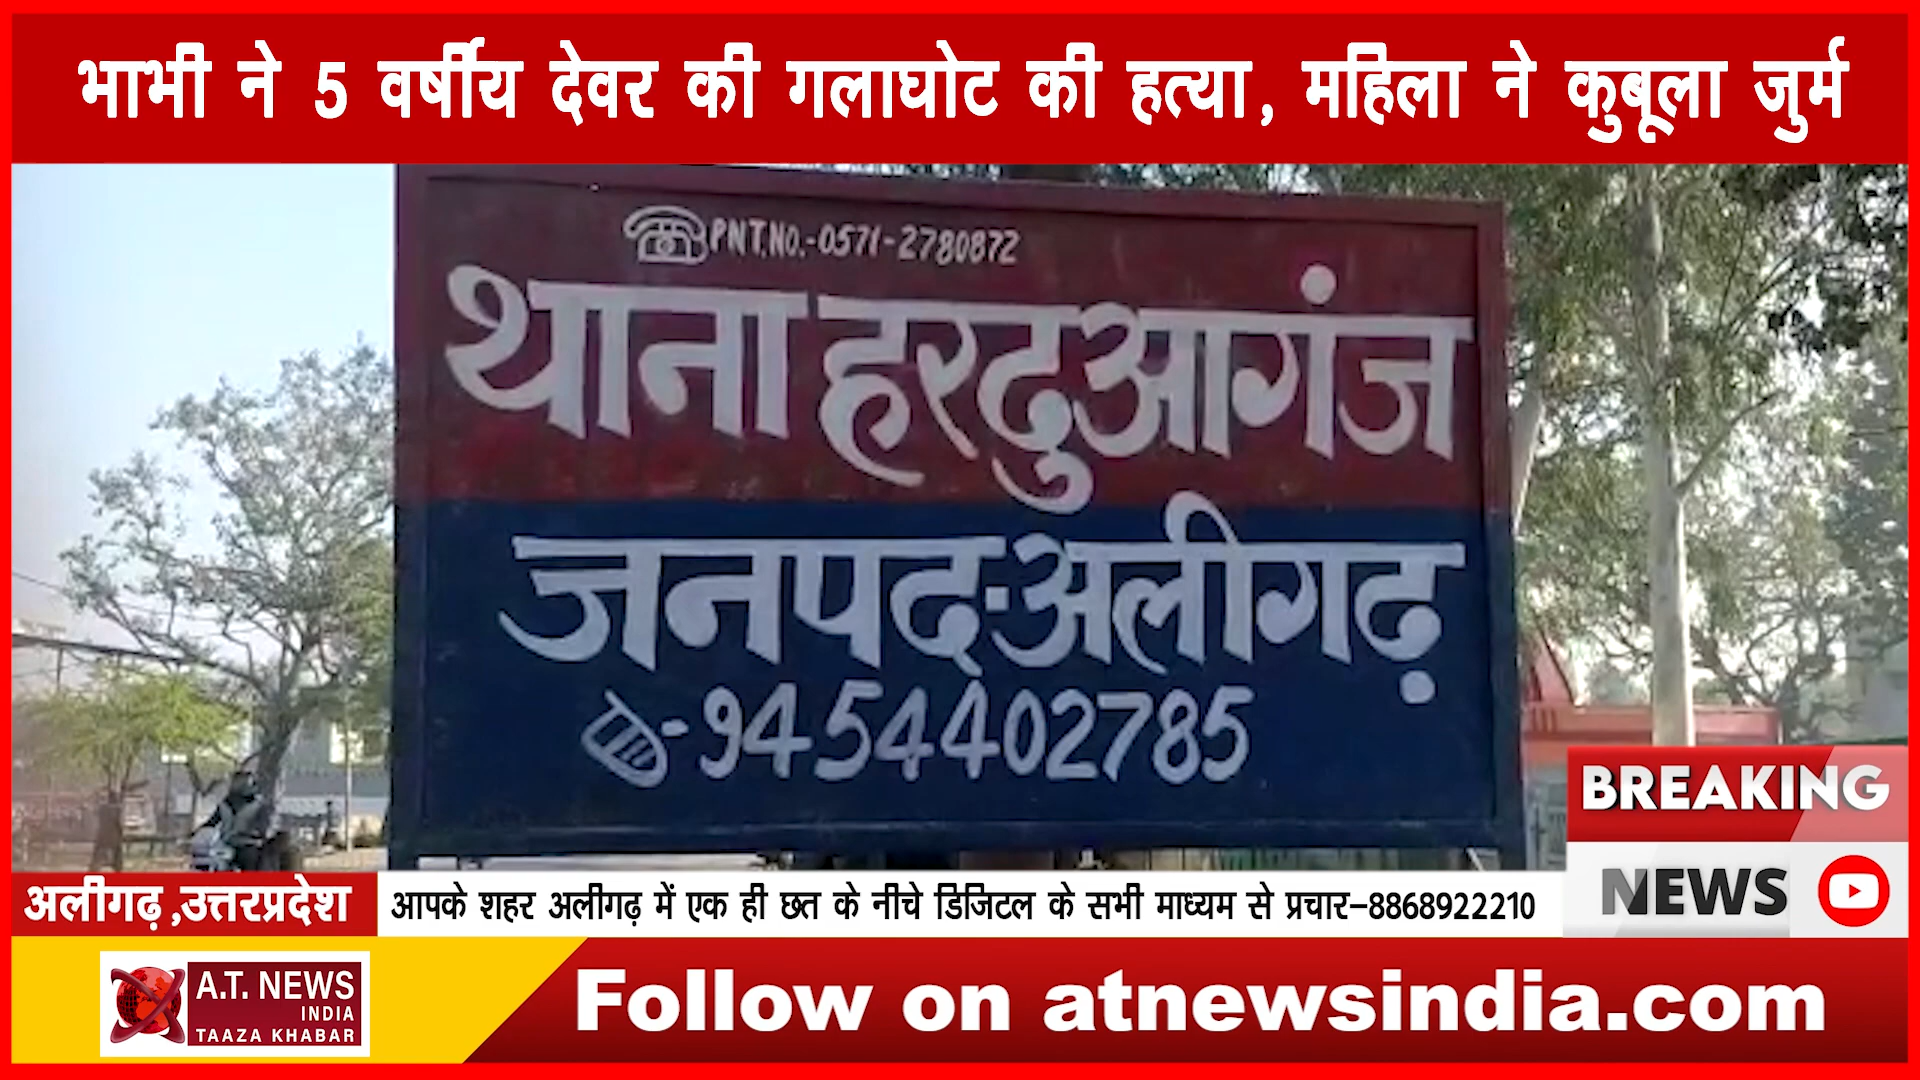 भाभी ने 5 वर्षीय देवर की गलाघोट की हत्या, महिला ने कुबूला जुर्म
PNT.NO.-0571-2780872
थाना हरदुआगंज
जनपद-अलीगढ़
-9454402785
BREAKING
NEWS
अलीगढ़,उत्तरप्रदेश
आपके शहर अलीगढ़ में एक ही छत के नीचे डिजिटल के सभी माध्यम से प्रचार-8868922210
A.T. NEWS
INDIA
TAAZA KHABAR
Follow on atnewsindia.com